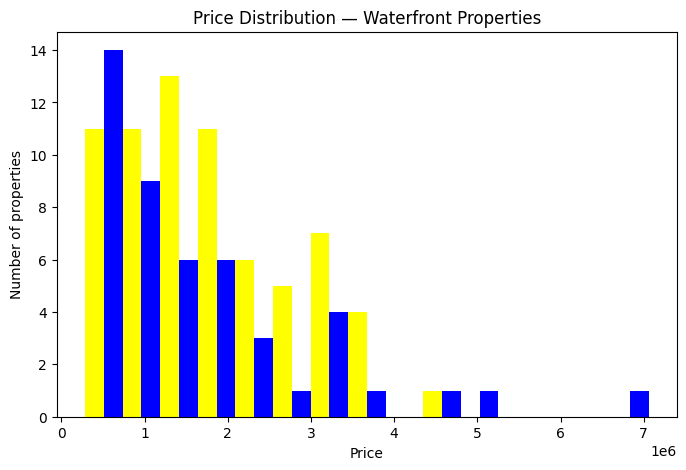 Price Distribution — Waterfront Properties
Number of properties
14
12
10
8
6
4
2
0
0 1 2 3 4 5 6 7
1e6
Price